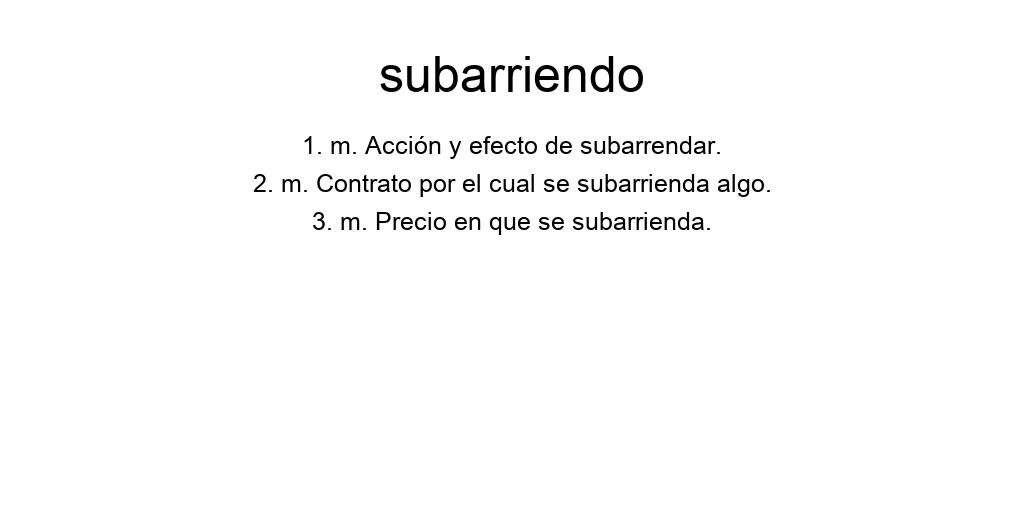 subarriendo
1. m. Acción y efecto de subarrendar.
2. m. Contrato por el cual se subarrienda algo.
3. m. Precio en que se subarrienda.